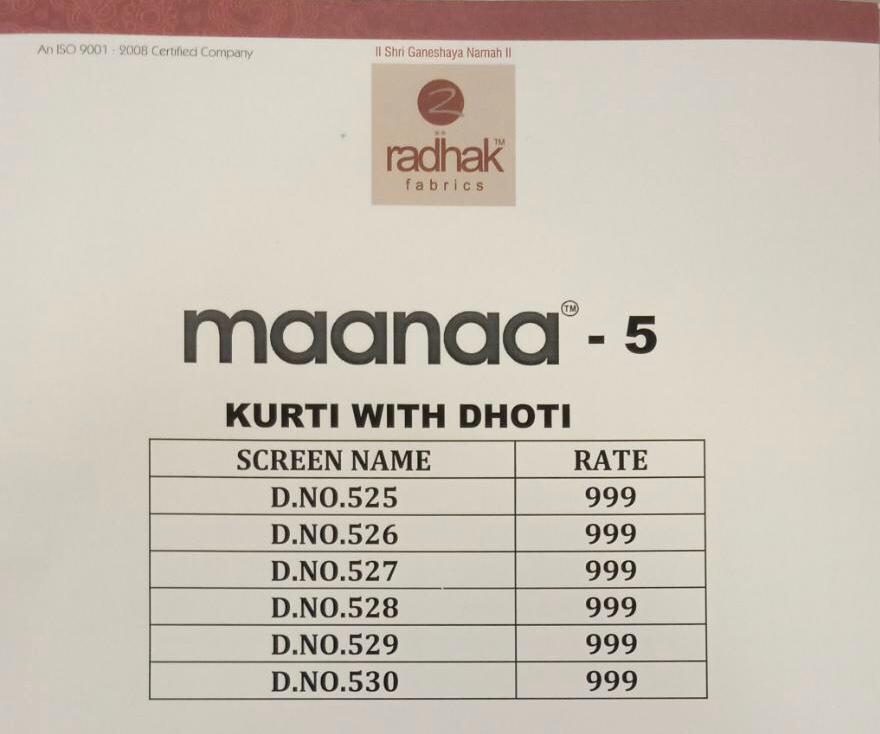 An ISO 9001 : 2008 Certified Company
II Shri Ganeshaya Namah II
2
radhak™
fabrics
maanaa™ - 5
KURTI WITH DHOTI
SCREEN NAME RATE
D.NO.525 999
D.NO.526 999
D.NO.527 999
D.NO.528 999
D.NO.529 999
D.NO.530 999